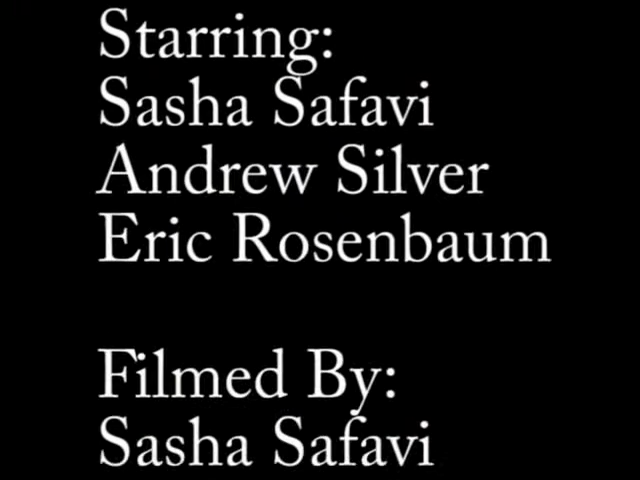 Starring:
Sasha Safavi
Andrew Silver
Eric Rosenbaum
Filmed By:
Sasha Safavi